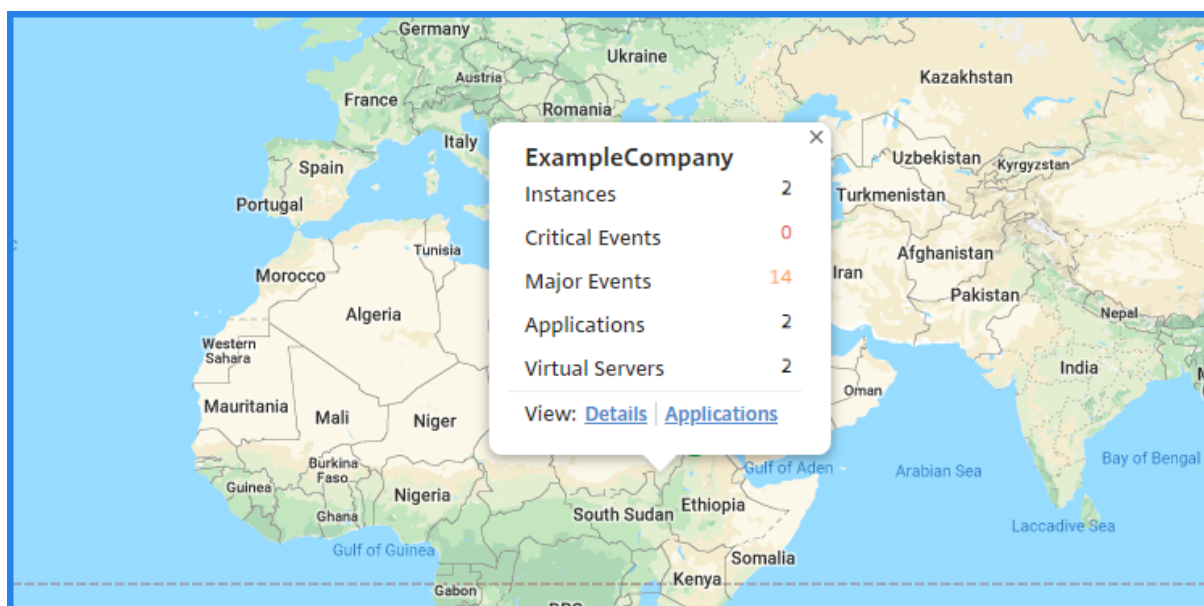 Germany
Ukraine
Kazakhstan
Austria
France
Romania
Italy
ExampleCompany
×
Instances 2
Critical Events 0
Major Events 14
Applications 2
Virtual Servers 2
View: Details | Applications
Spain
Portugal
Uzbekistan
Kyrgyzstan
Turkmenistan
Tunisia
Morocco
Afghanistan
Iran
Pakistan
Algeria
Nepal
Western
Sahara
India
Oman
Mauritania
Mali
Niger
Burkina
Faso
Guinea
Nigeria
Ghana
Gulf of Aden
Arabian Sea
Bay of Bengal
South Sudan
Ethiopia
Laccadive Sea
Gulf of Guinea
Somalia
Kenya
Gabon
DRC